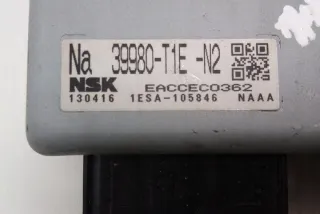 Na 39980-T1E -N2
NSK EACCEC0362
130416 1ESA-105846 NAAA